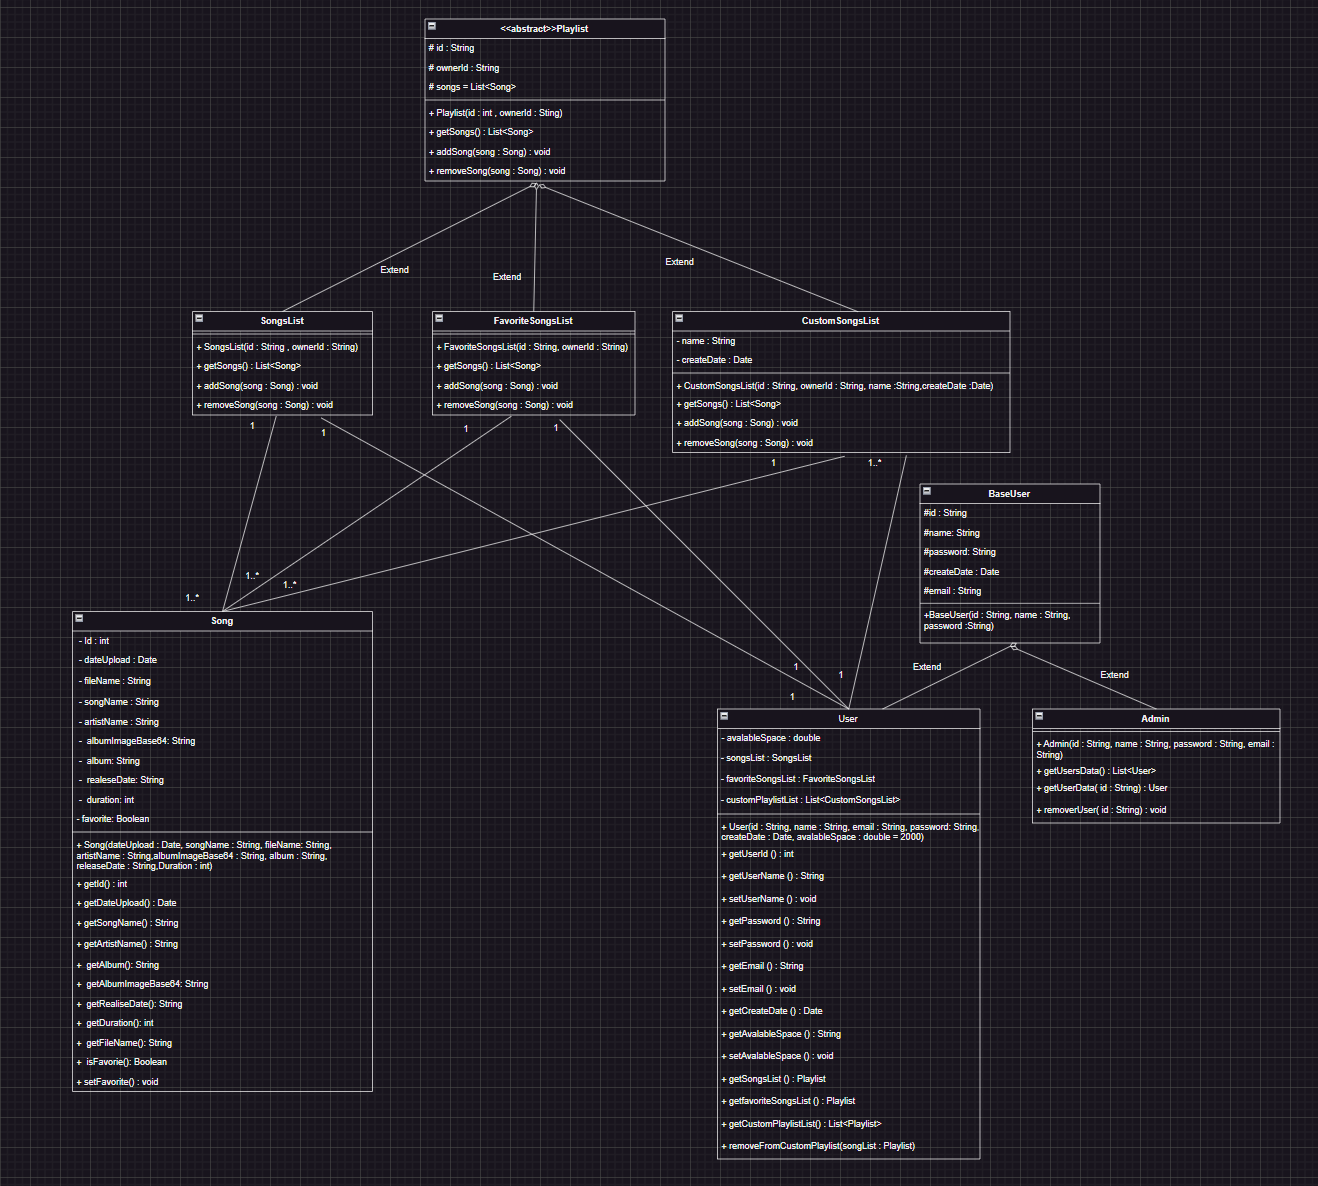 <<abstract>>Playlist
# id : String
# ownerId : String
# songs = List<Song>
+ Playlist(id : int , ownerId : Sting)
+ getSongs() : List<Song>
+ addSong(song : Song) : void
+ removeSong(song : Song) : void
Extend
Extend
Extend
SongsList
+ SongsList(id : String , ownerId : String)
+ getSongs() : List<Song>
+ addSong(song : Song) : void
+ removeSong(song : Song) : void
FavoriteSongsList
+ FavoriteSongsList(id : String, ownerId : String)
+ getSongs() : List<Song>
+ addSong(song : Song) : void
+ removeSong(song : Song) : void
CustomSongsList
- name : String
- createDate : Date
+ CustomSongsList(id : String, ownerId : String, name :String,createDate :Date)
+ getSongs() : List<Song>
+ addSong(song : Song) : void
+ removeSong(song : Song) : void
1
1
1
1
1
1..*
BaseUser
#id : String
#name: String
#password: String
#createDate : Date
#email : String
+BaseUser(id : String, name : String,
password :String)
1..*
1..*
1..*
1
1
1
Extend
Extend
Song
- Id : int
- dateUpload : Date
- fileName : String
- songName : String
- artistName : String
- albumImageBase64: String
- album: String
- realeseDate: String
- duration: int
- favorite: Boolean
+ Song(dateUpload : Date, songName : String, fileName: String,
artistName : String,albumImageBase64 : String, album : String,
releaseDate : String,Duration : int)
+ getId() : int
+ getDateUpload() : Date
+ getSongName() : String
+ getArtistName() : String
+ getAlbum(): String
+ getAlbumImageBase64: String
+ getRealiseDate(): String
+ getDuration(): int
+ getFileName(): String
+ isFavorie(): Boolean
+ setFavorite() : void
User
- avalableSpace : double
- songsList : SongsList
- favoriteSongsList : FavoriteSongsList
- customPlaylistList : List<CustomSongsList>
+ User(id : String, name : String, email : String, password: String,
createDate : Date, avalableSpace : double = 2000)
+ getUserId () : int
+ getUserName () : String
+ setUserName () : void
+ getPassword () : String
+ setPassword () : void
+ getEmail () : String
+ setEmail () : void
+ getCreateDate () : Date
+ getAvalableSpace () : String
+ setAvalableSpace () : void
+ getSongsList () : Playlist
+ getfavoriteSongsList () : Playlist
+ getCustomPlaylistList() : List<Playlist>
+ removeFromCustomPlaylist(songList : Playlist)
Admin
+ Admin(id : String, name : String, password : String, email :
String)
+ getUsersData() : List<User>
+ getUserData( id : String) : User
+ removerUser( id : String) : void